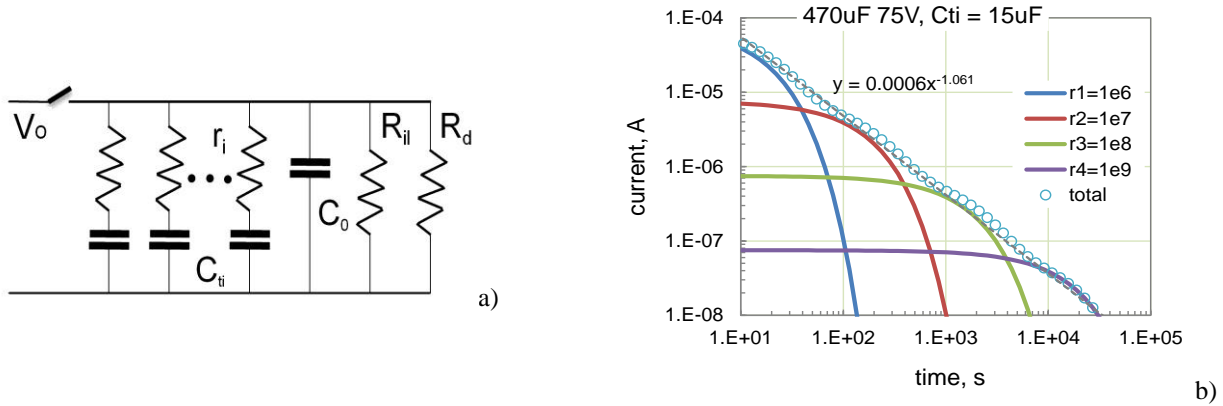 Vo
ri
Cti
C0
Ril
Rd
a)
470uF 75V, Cti = 15uF
y = 0.0006x^-1.061
1.E-04
1.E-05
1.E-06
1.E-07
1.E-08
current, A
r1=1e6
r2=1e7
r3=1e8
r4=1e9
total
1.E+01 1.E+02 1.E+03 1.E+04 1.E+05
time, s
b)